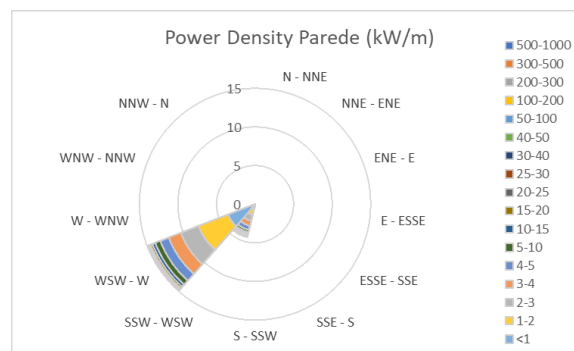 Power Density Parede (kW/m)
N - NNE
NNE - ENE
ENE - E
E - ESSE
ESSE - SSE
SSE - S
S - SSW
SSW - WSW
WSW - W
W - WNW
WNW - NNW
NNW - N
15
10
5
0
500-1000
300-500
200-300
100-200
50-100
40-50
30-40
25-30
20-25
15-20
10-15
5-10
4-5
3-4
2-3
1-2
<1